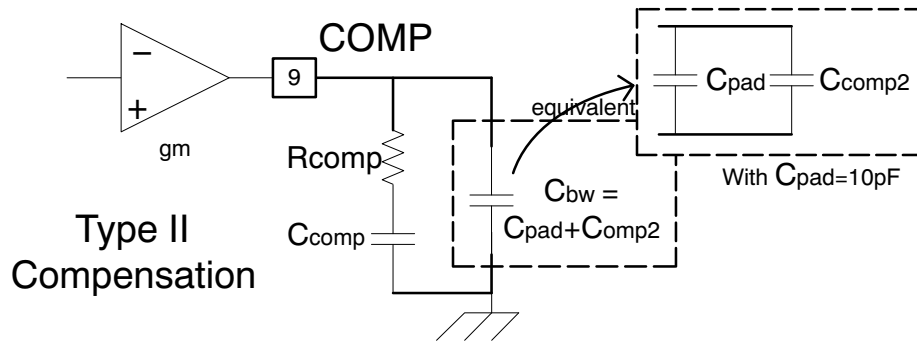 COMP
−
+
9
gm
Rcomp
Ccomp
Type II
Compensation
equivalent
Cbw =
Cpad+Comp2
Cpad
Ccomp2
With Cpad=10pF